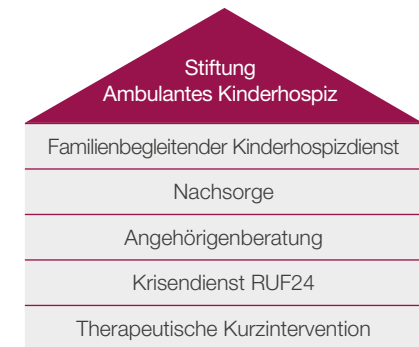 Stiftung
Ambulantes Kinderhospiz
Familienbegleitender Kinderhospizdienst
Nachsorge
Angehörigenberatung
Krisendienst RUF24
Therapeutische Kurzintervention